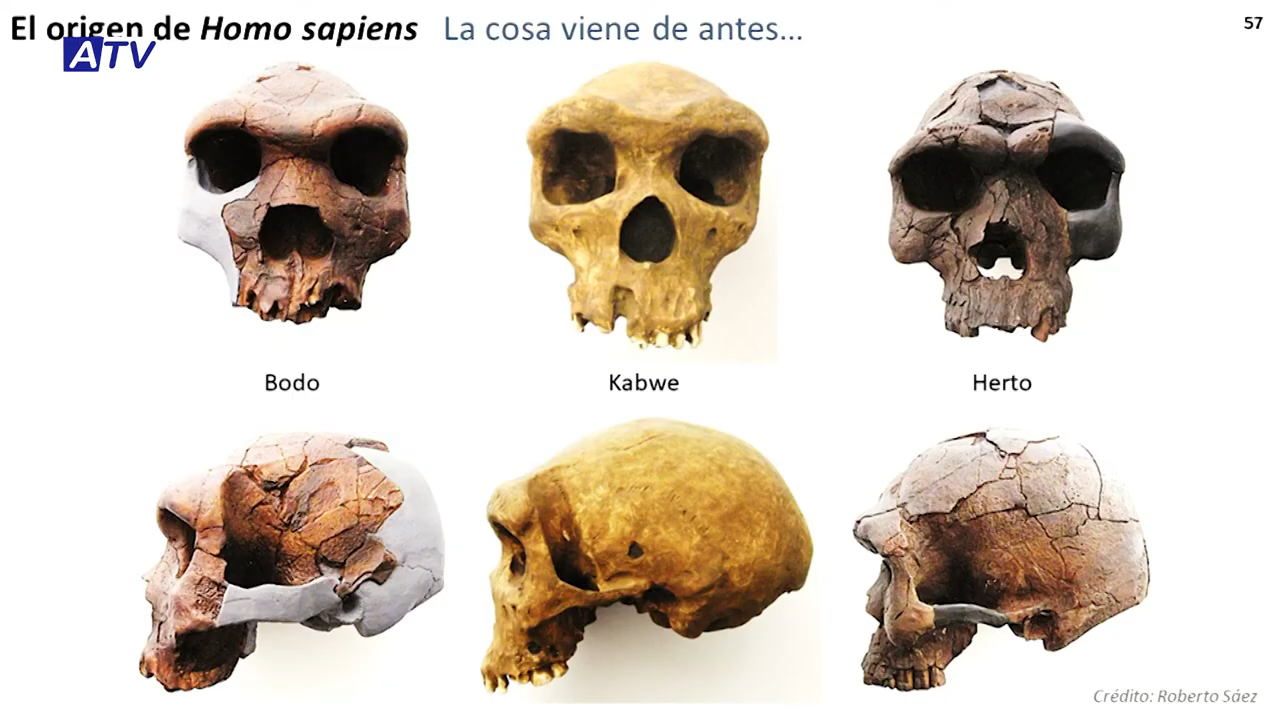 El origen de Homo sapiens La cosa viene de antes...
57
ATV
Bodo
Kabwe
Herto
Crédito: Roberto Sáez